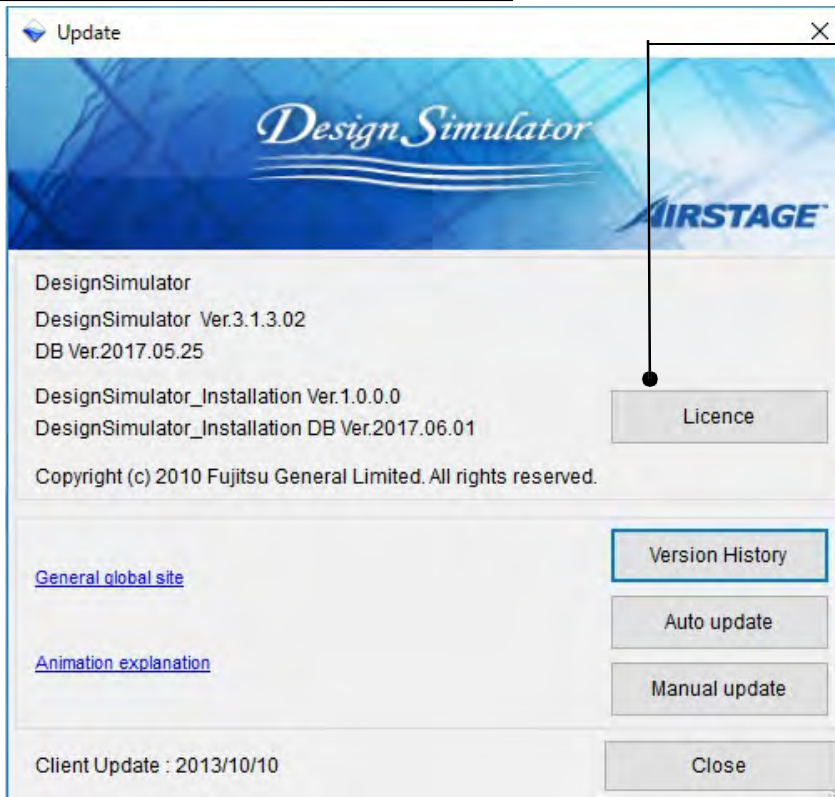 Update
Design Simulator
AIRSTAGE™
DesignSimulator
DesignSimulator Ver.3.1.3.02
DB Ver.2017.05.25
DesignSimulator_Installation Ver.1.0.0.0
DesignSimulator_Installation DB Ver.2017.06.01
Licence
Copyright (c) 2010 Fujitsu General Limited. All rights reserved.
Version History
General global site
Auto update
Animation explanation
Manual update
Client Update : 2013/10/10
Close